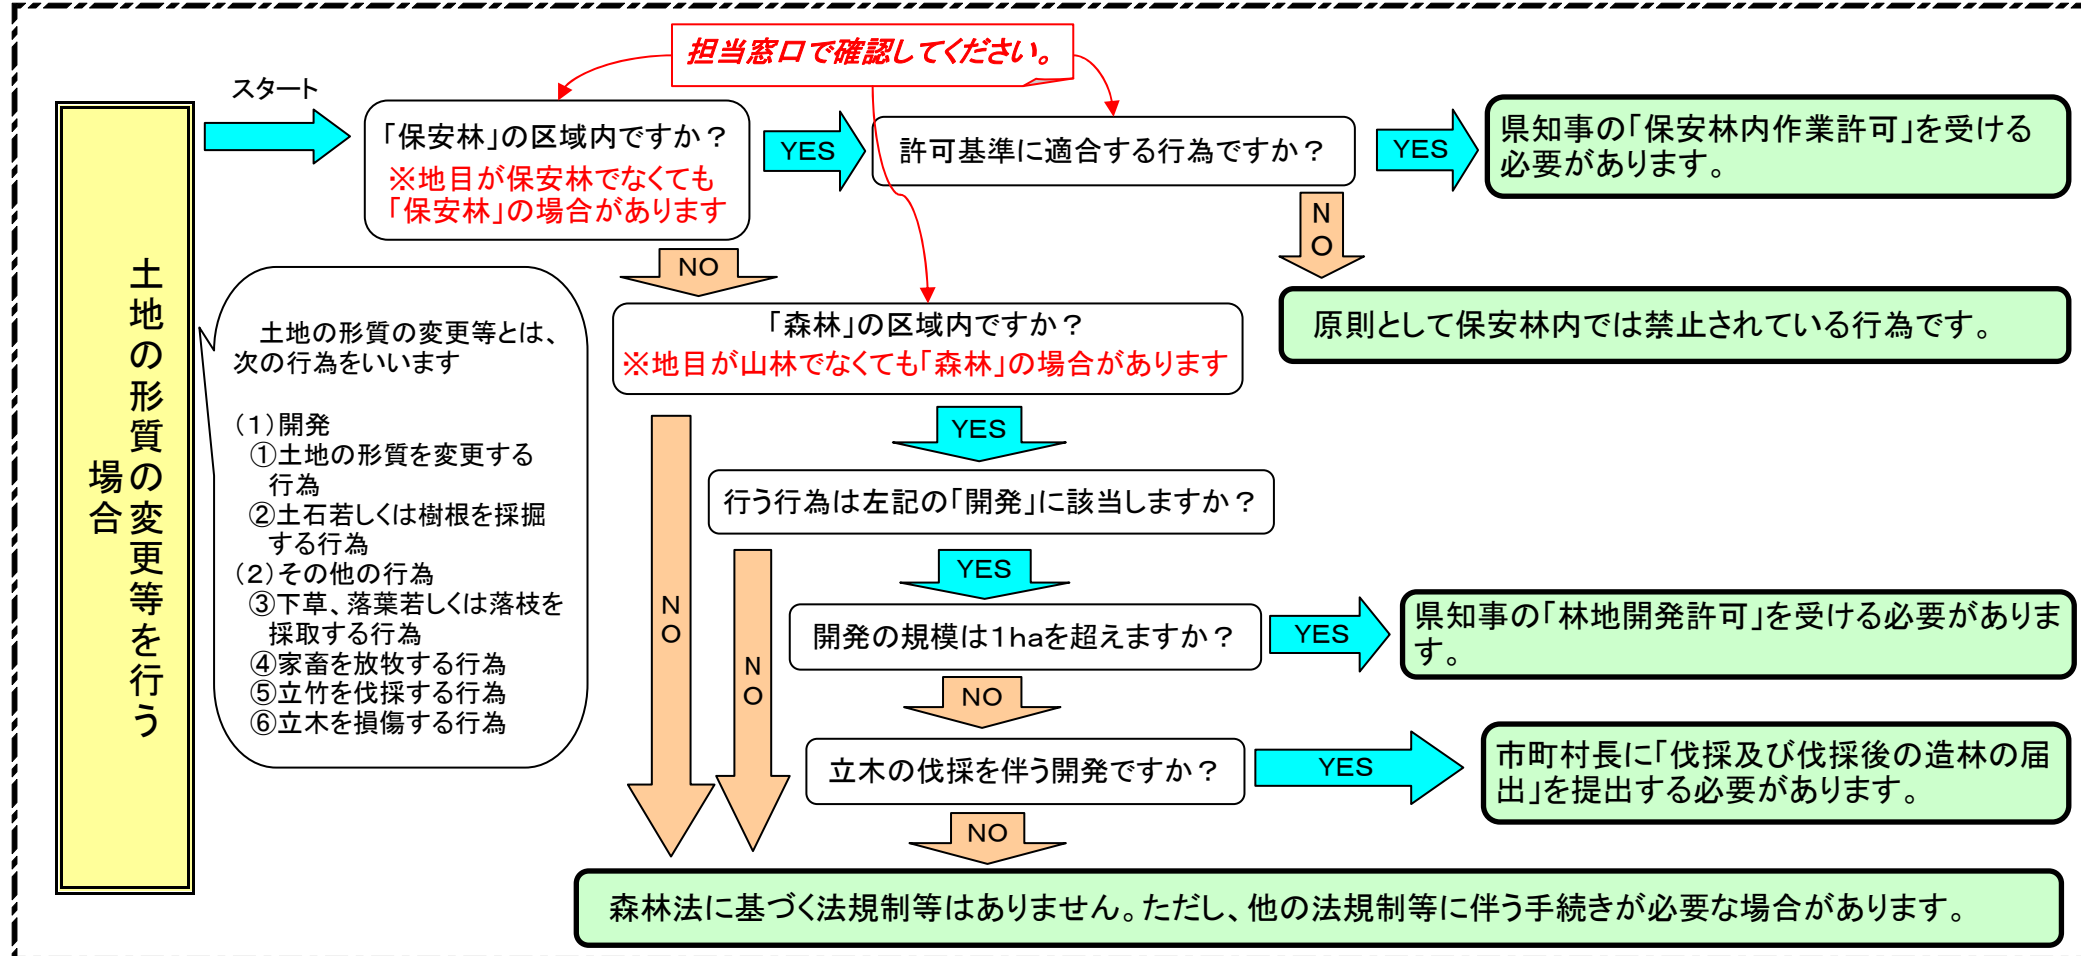 担当窓口で確認してください。
スタート
土地の形質の変更等を行う
場合
「保安林」の区域内ですか？
※地目が保安林でなくても
「保安林」の場合があります
YES
許可基準に適合する行為ですか？
YES
県知事の「保安林内作業許可」を受ける
必要があります。
NO
原則として保安林内では禁止されている行為です。
NO
「森林」の区域内ですか？
※地目が山林でなくても「森林」の場合があります
土地の形質の変更等とは、
次の行為をいいます
（１）開発
①土地の形質を変更する
行為
②土石若しくは樹根を採掘
する行為
（２）その他の行為
③下草、落葉若しくは落枝を
採取する行為
④家畜を放牧する行為
⑤立竹を伐採する行為
⑥立木を損傷する行為
YES
NO
行う行為は左記の「開発」に該当しますか？
YES
NO
開発の規模は１haを超えますか？
YES
県知事の「林地開発許可」を受ける必要がありま
す。
NO
立木の伐採を伴う開発ですか？
YES
市町村長に「伐採及び伐採後の造林の届
出」を提出する必要があります。
NO
森林法に基づく法規制等はありません。ただし、他の法規制等に伴う手続きが必要な場合があります。